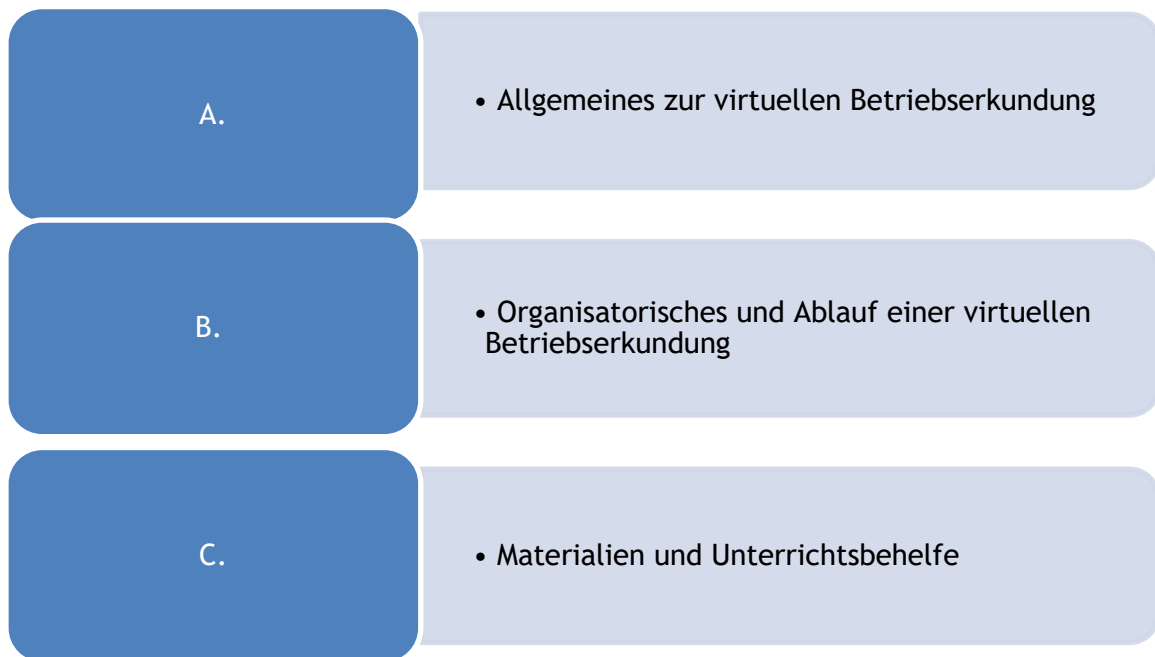 A.
• Allgemeines zur virtuellen Betriebserkundung
B.
• Organisatorisches und Ablauf einer virtuellen
Betriebserkundung
C.
• Materialien und Unterrichtsbehelfe